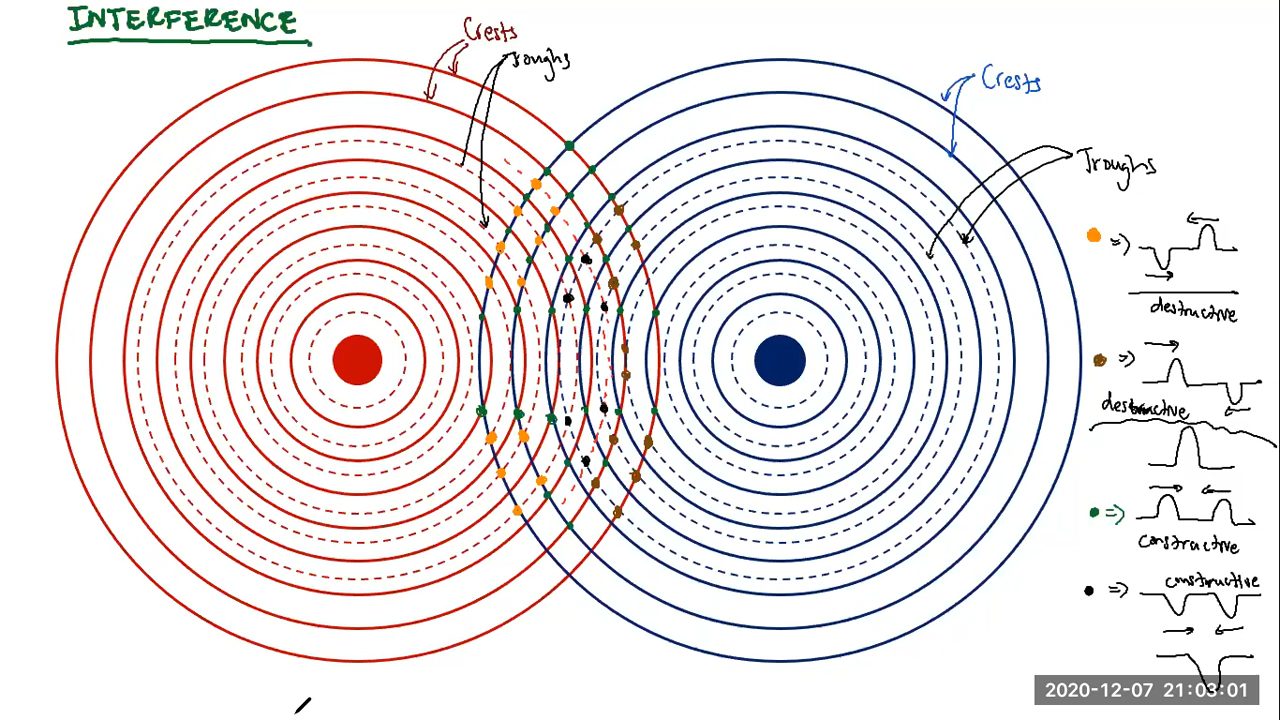 INTERFERENCE
Crests
Troughs
Crests
Troughs
destructive
destructive
constructive
constructive
2020-12-07 21:03:01